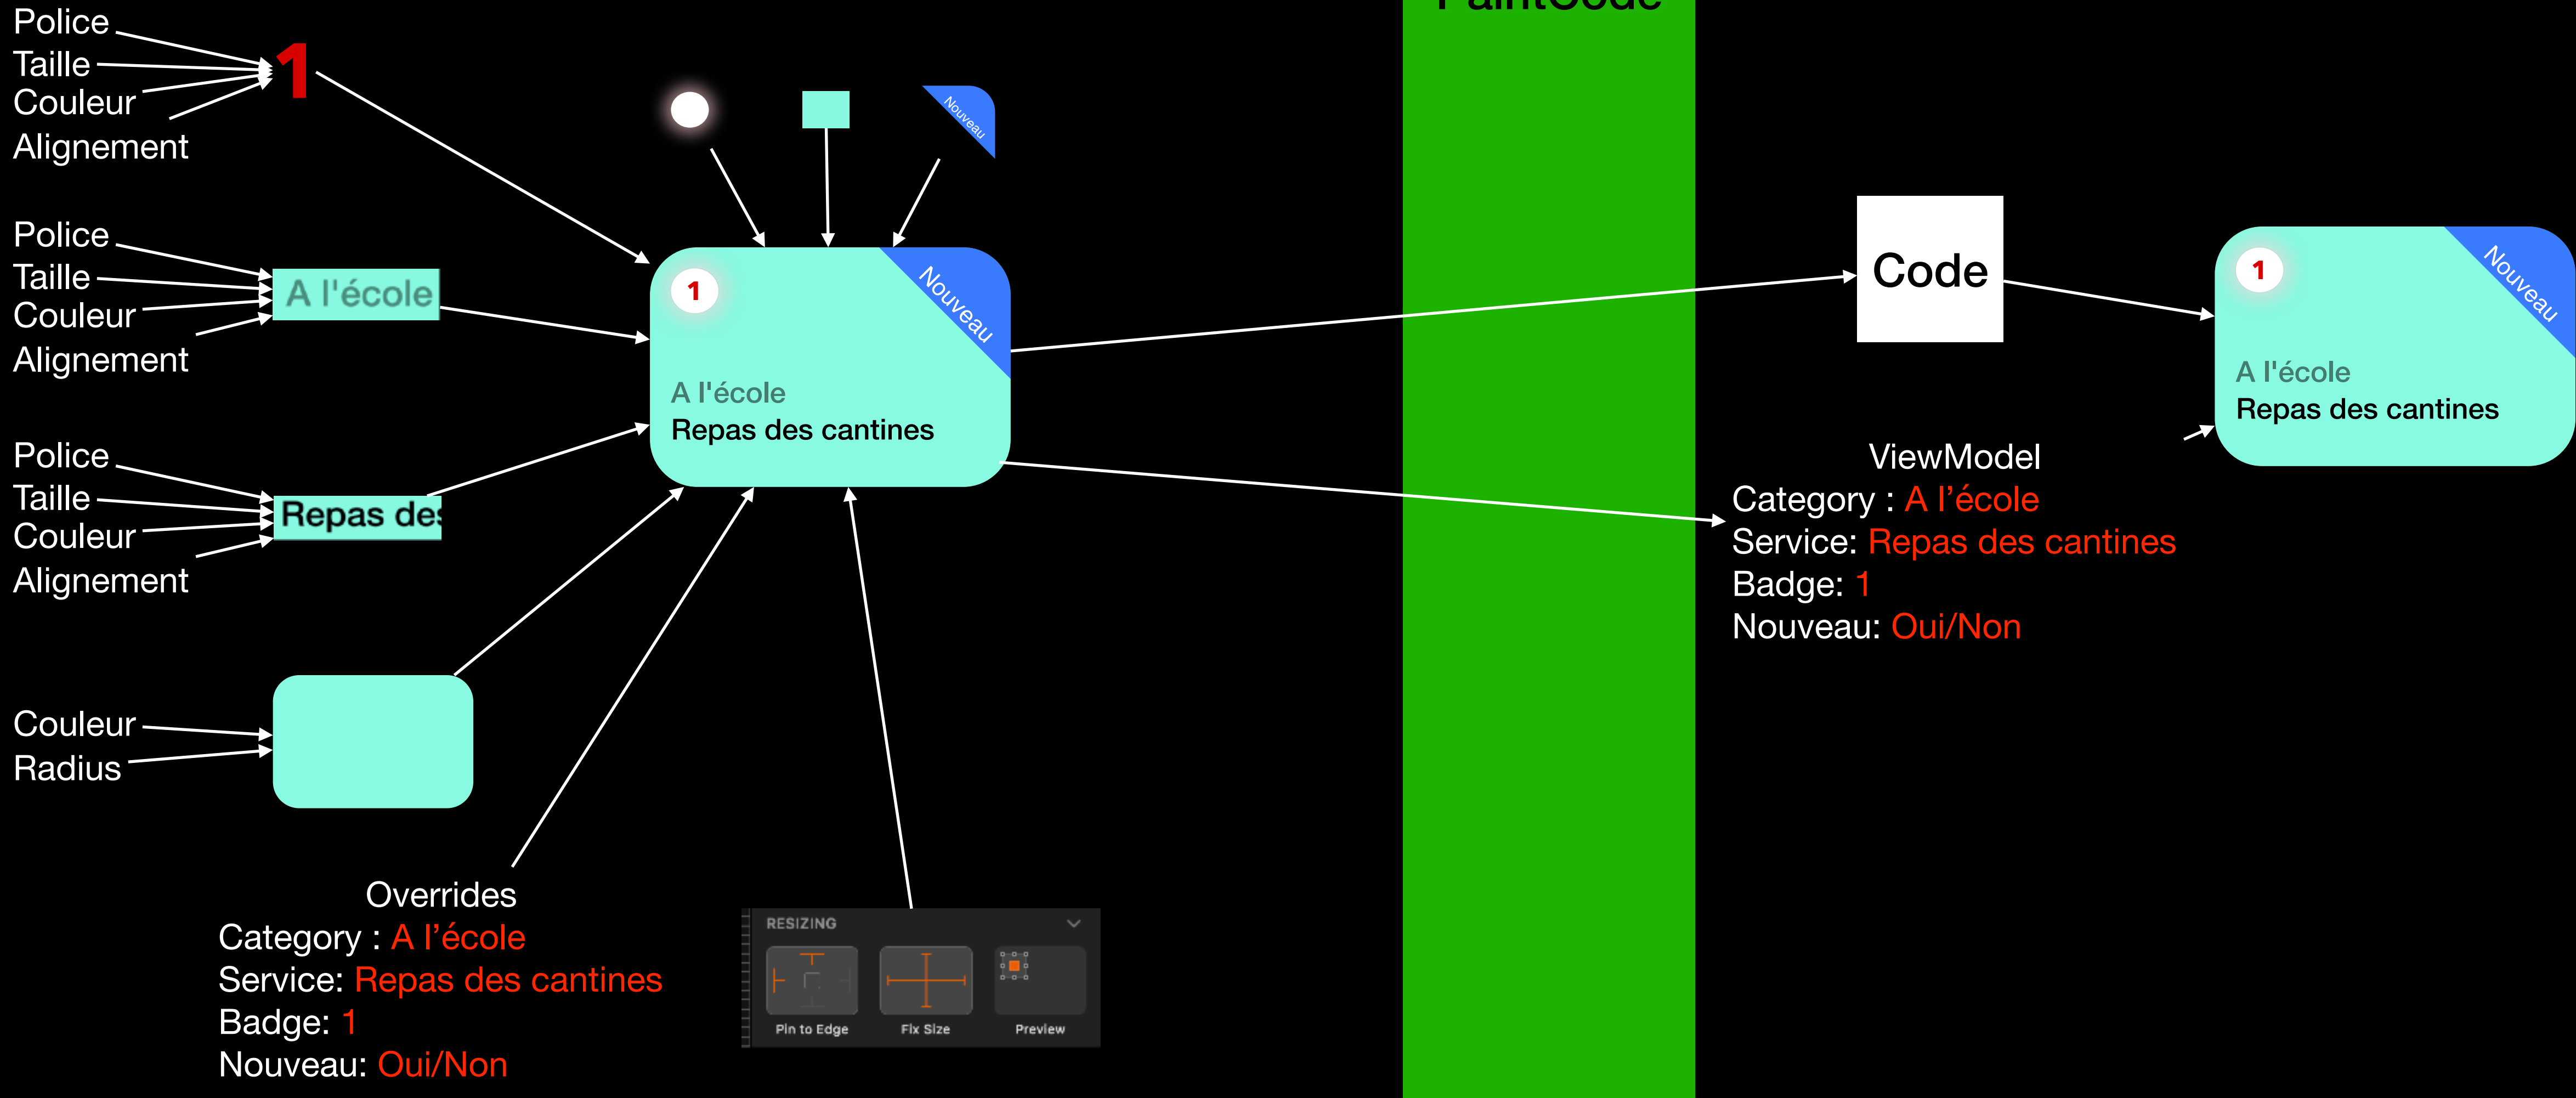 PaintCode
Police
Taille
Couleur
Alignement
1
Nouveau
Police
Taille
Couleur
Alignement
A l'école
1
Nouveau
A l'école
Repas des cantines
Police
Taille
Couleur
Alignement
Repas des
Couleur
Radius
Overrides
Category : A l’école
Service: Repas des cantines
Badge: 1
Nouveau: Oui/Non
RESIZING
Pin to Edge
Fix Size
Preview
Code
ViewModel
Category : A l’école
Service: Repas des cantines
Badge: 1
Nouveau: Oui/Non
1
Nouveau
A l'école
Repas des cantines